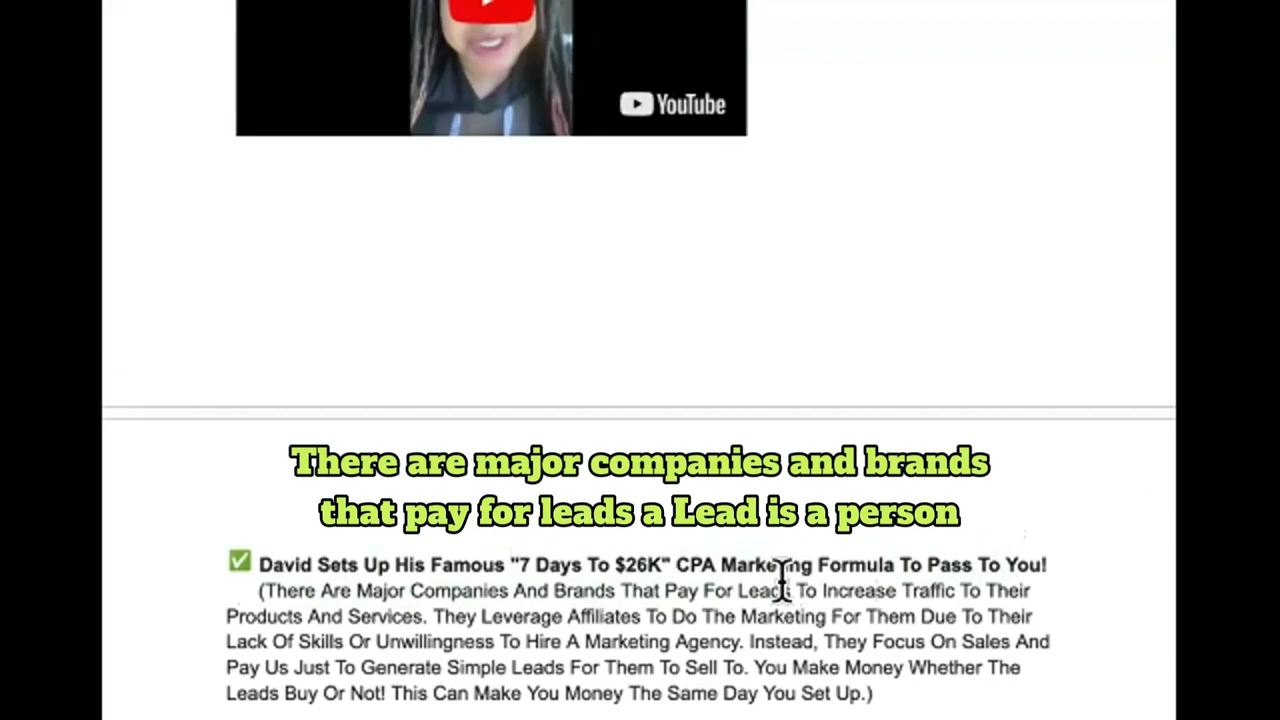 YouTube
There are major companies and brands
that pay for leads a Lead is a person
David Sets Up His Famous "7 Days To $26K" CPA Marketing Formula To Pass To You!
(There Are Major Companies And Brands That Pay For Leads To Increase Traffic To Their
Products And Services. They Leverage Affiliates To Do The Marketing For Them Due To Their
Lack Of Skills Or Unwillingness To Hire A Marketing Agency. Instead, They Focus On Sales And
Pay Us Just To Generate Simple Leads For Them To Sell To. You Make Money Whether The
Leads Buy Or Not! This Can Make You Money The Same Day You Set Up.)